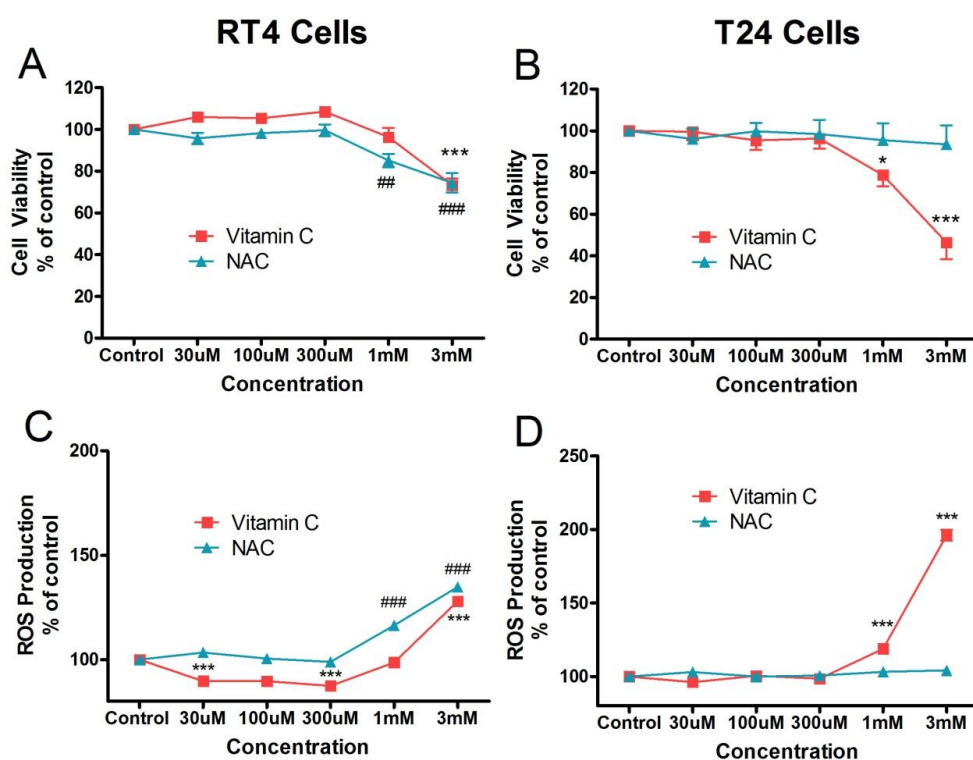 RT4 Cells
T24 Cells
A
Cell Viability
% of control
120
100
80
60
40
20
0
***
##
###
Vitamin C
NAC
Control 30uM 100uM 300uM 1mM 3mM
Concentration
B
Cell Viability
% of control
120
100
80
60
40
20
0
*
***
Vitamin C
NAC
Control 30uM 100uM 300uM 1mM 3mM
Concentration
C
ROS Production
% of control
200
150
100
Vitamin C
NAC
###
###
***
***
***
Control 30uM 100uM 300uM 1mM 3mM
Concentration
D
ROS Production
% of control
250
200
150
100
Vitamin C
NAC
***
***
Control 30uM 100uM 300uM 1mM 3mM
Concentration